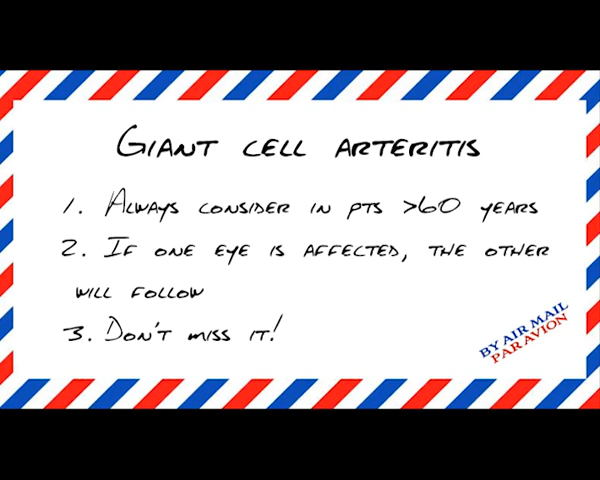 GIANT CELL ARTERITIS
1. ALWAYS CONSIDER IN PTS >60 YEARS
2. IF ONE EYE IS AFFECTED, THE OTHER
WILL FOLLOW
3. DON'T MISS IT!
BY AIR MAIL
PAR AVION